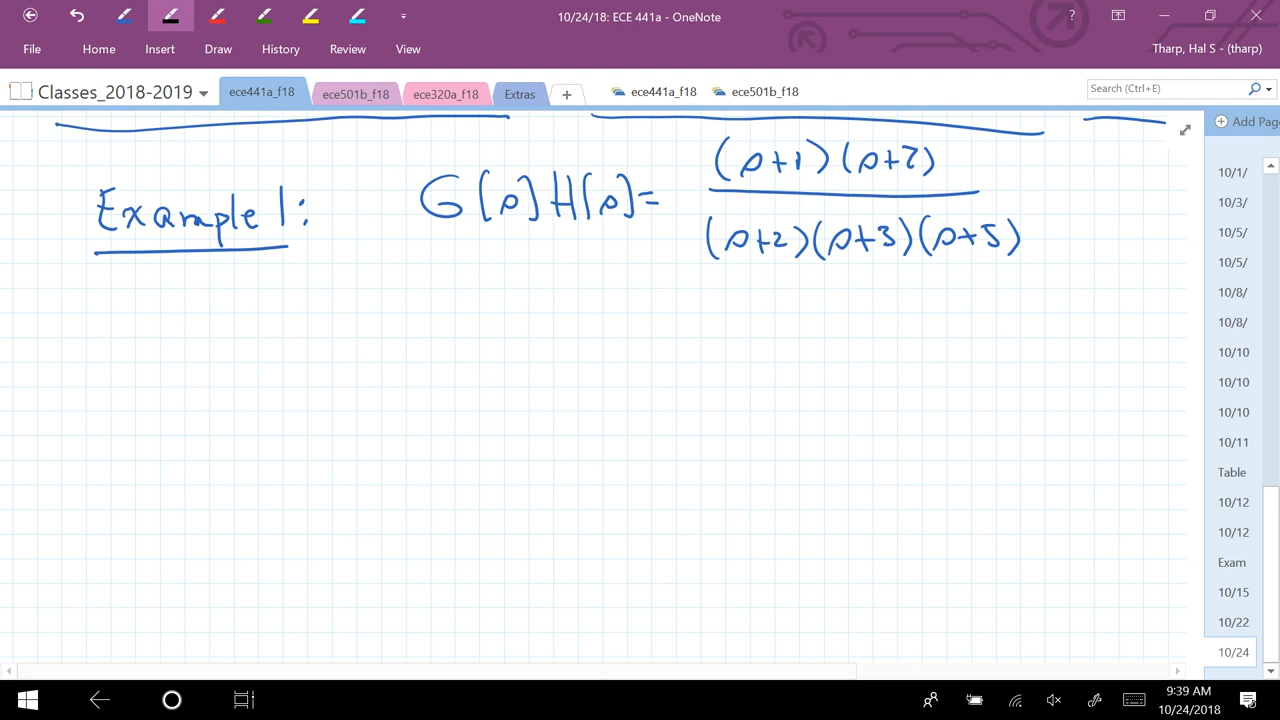 10/24/18: ECE 441a - OneNote
?
File Home Insert Draw History Review View
Tharp, Hal S - (tharp)
Classes_2018-2019 ece441a_f18 ece501b_f18 ece320a_f18 Extras + ece441a_f18 ece501b_f18
Search (Ctrl+E)
Add Pag
Example 1: G[s]H[s]= (s+1)(s+7)
(s+2)(s+3)(s+5)
10/1/
10/3/
10/5/
10/5/
10/8/
10/8/
10/10
10/10
10/10
10/11
Table
10/12
10/12
Exam
10/15
10/22
10/24
9:39 AM
10/24/2018